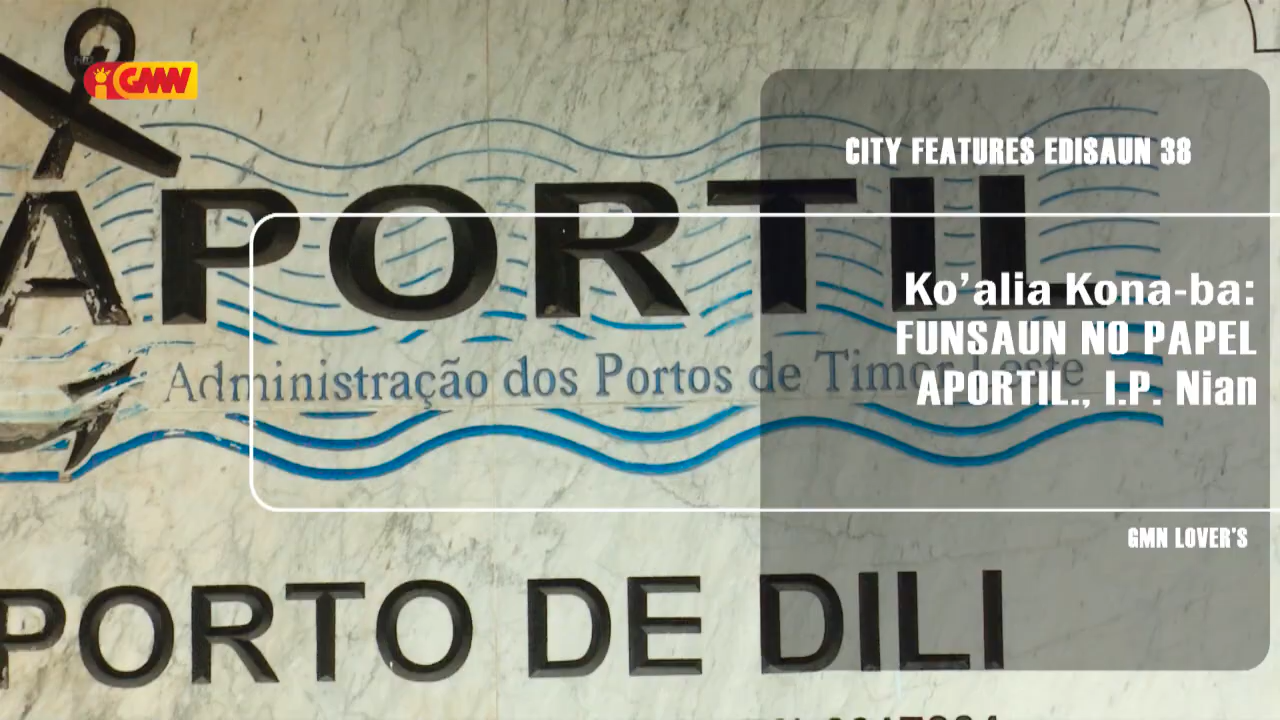 GMN
CITY FEATURES EDISAUN 38
APORTIL
Ko'alia Kona-ba:
FUNSAUN NO PAPEL
APORTIL., I.P. Nian
Administração dos Portos de Timor Leste
GMN LOVER'S
PORTO DE DILI